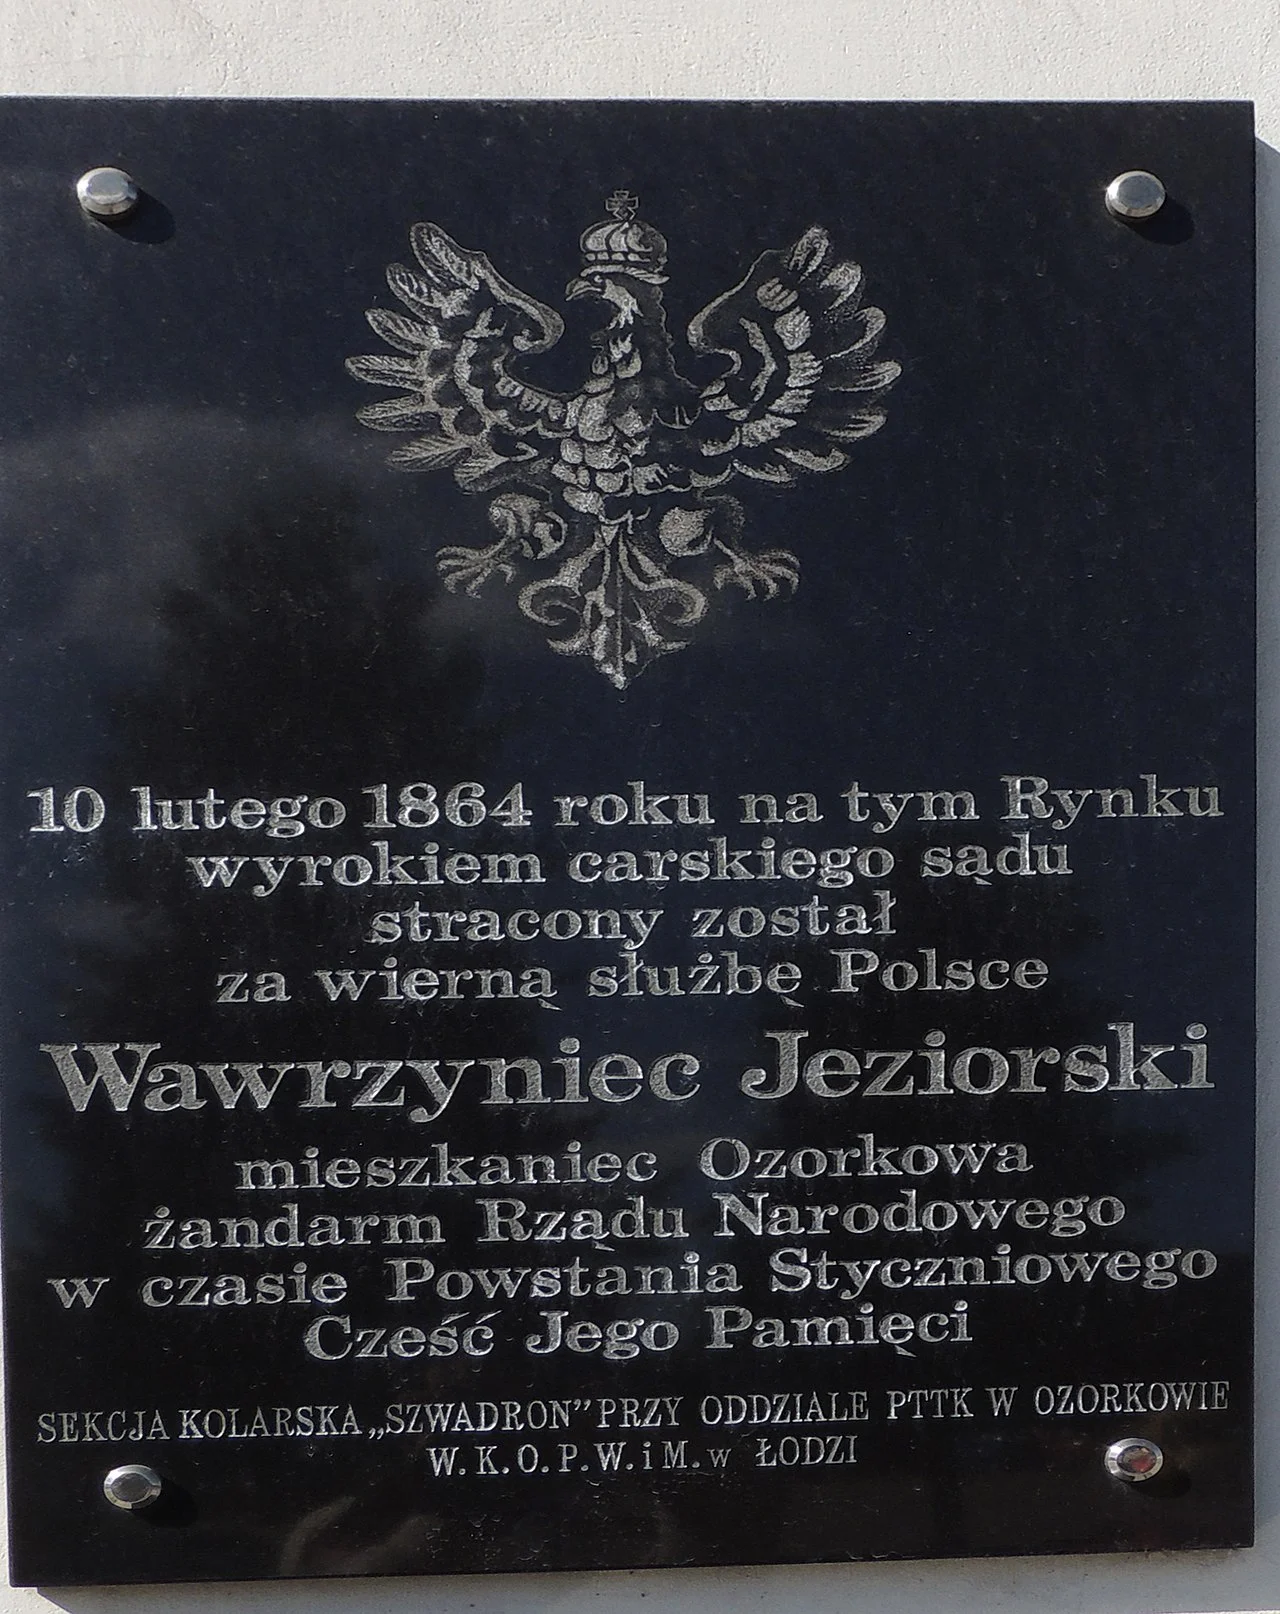 10 lutego 1864 roku na tym Rynku
wyrokiem carskiego sądu
stracony został
za wierną służbę Polsce
Wawrzyniec Jeziorski
mieszkaniec Ozorkowa
żandarm Rządu Narodowego
w czasie Powstania Styczniowego
Cześć Jego Pamięci
SEKCJA KOLARSKA „SZWADRON” PRZY ODDZIALE PTTK W OZORKOWIE
W.K.O.P.W.iM.w ŁODZI